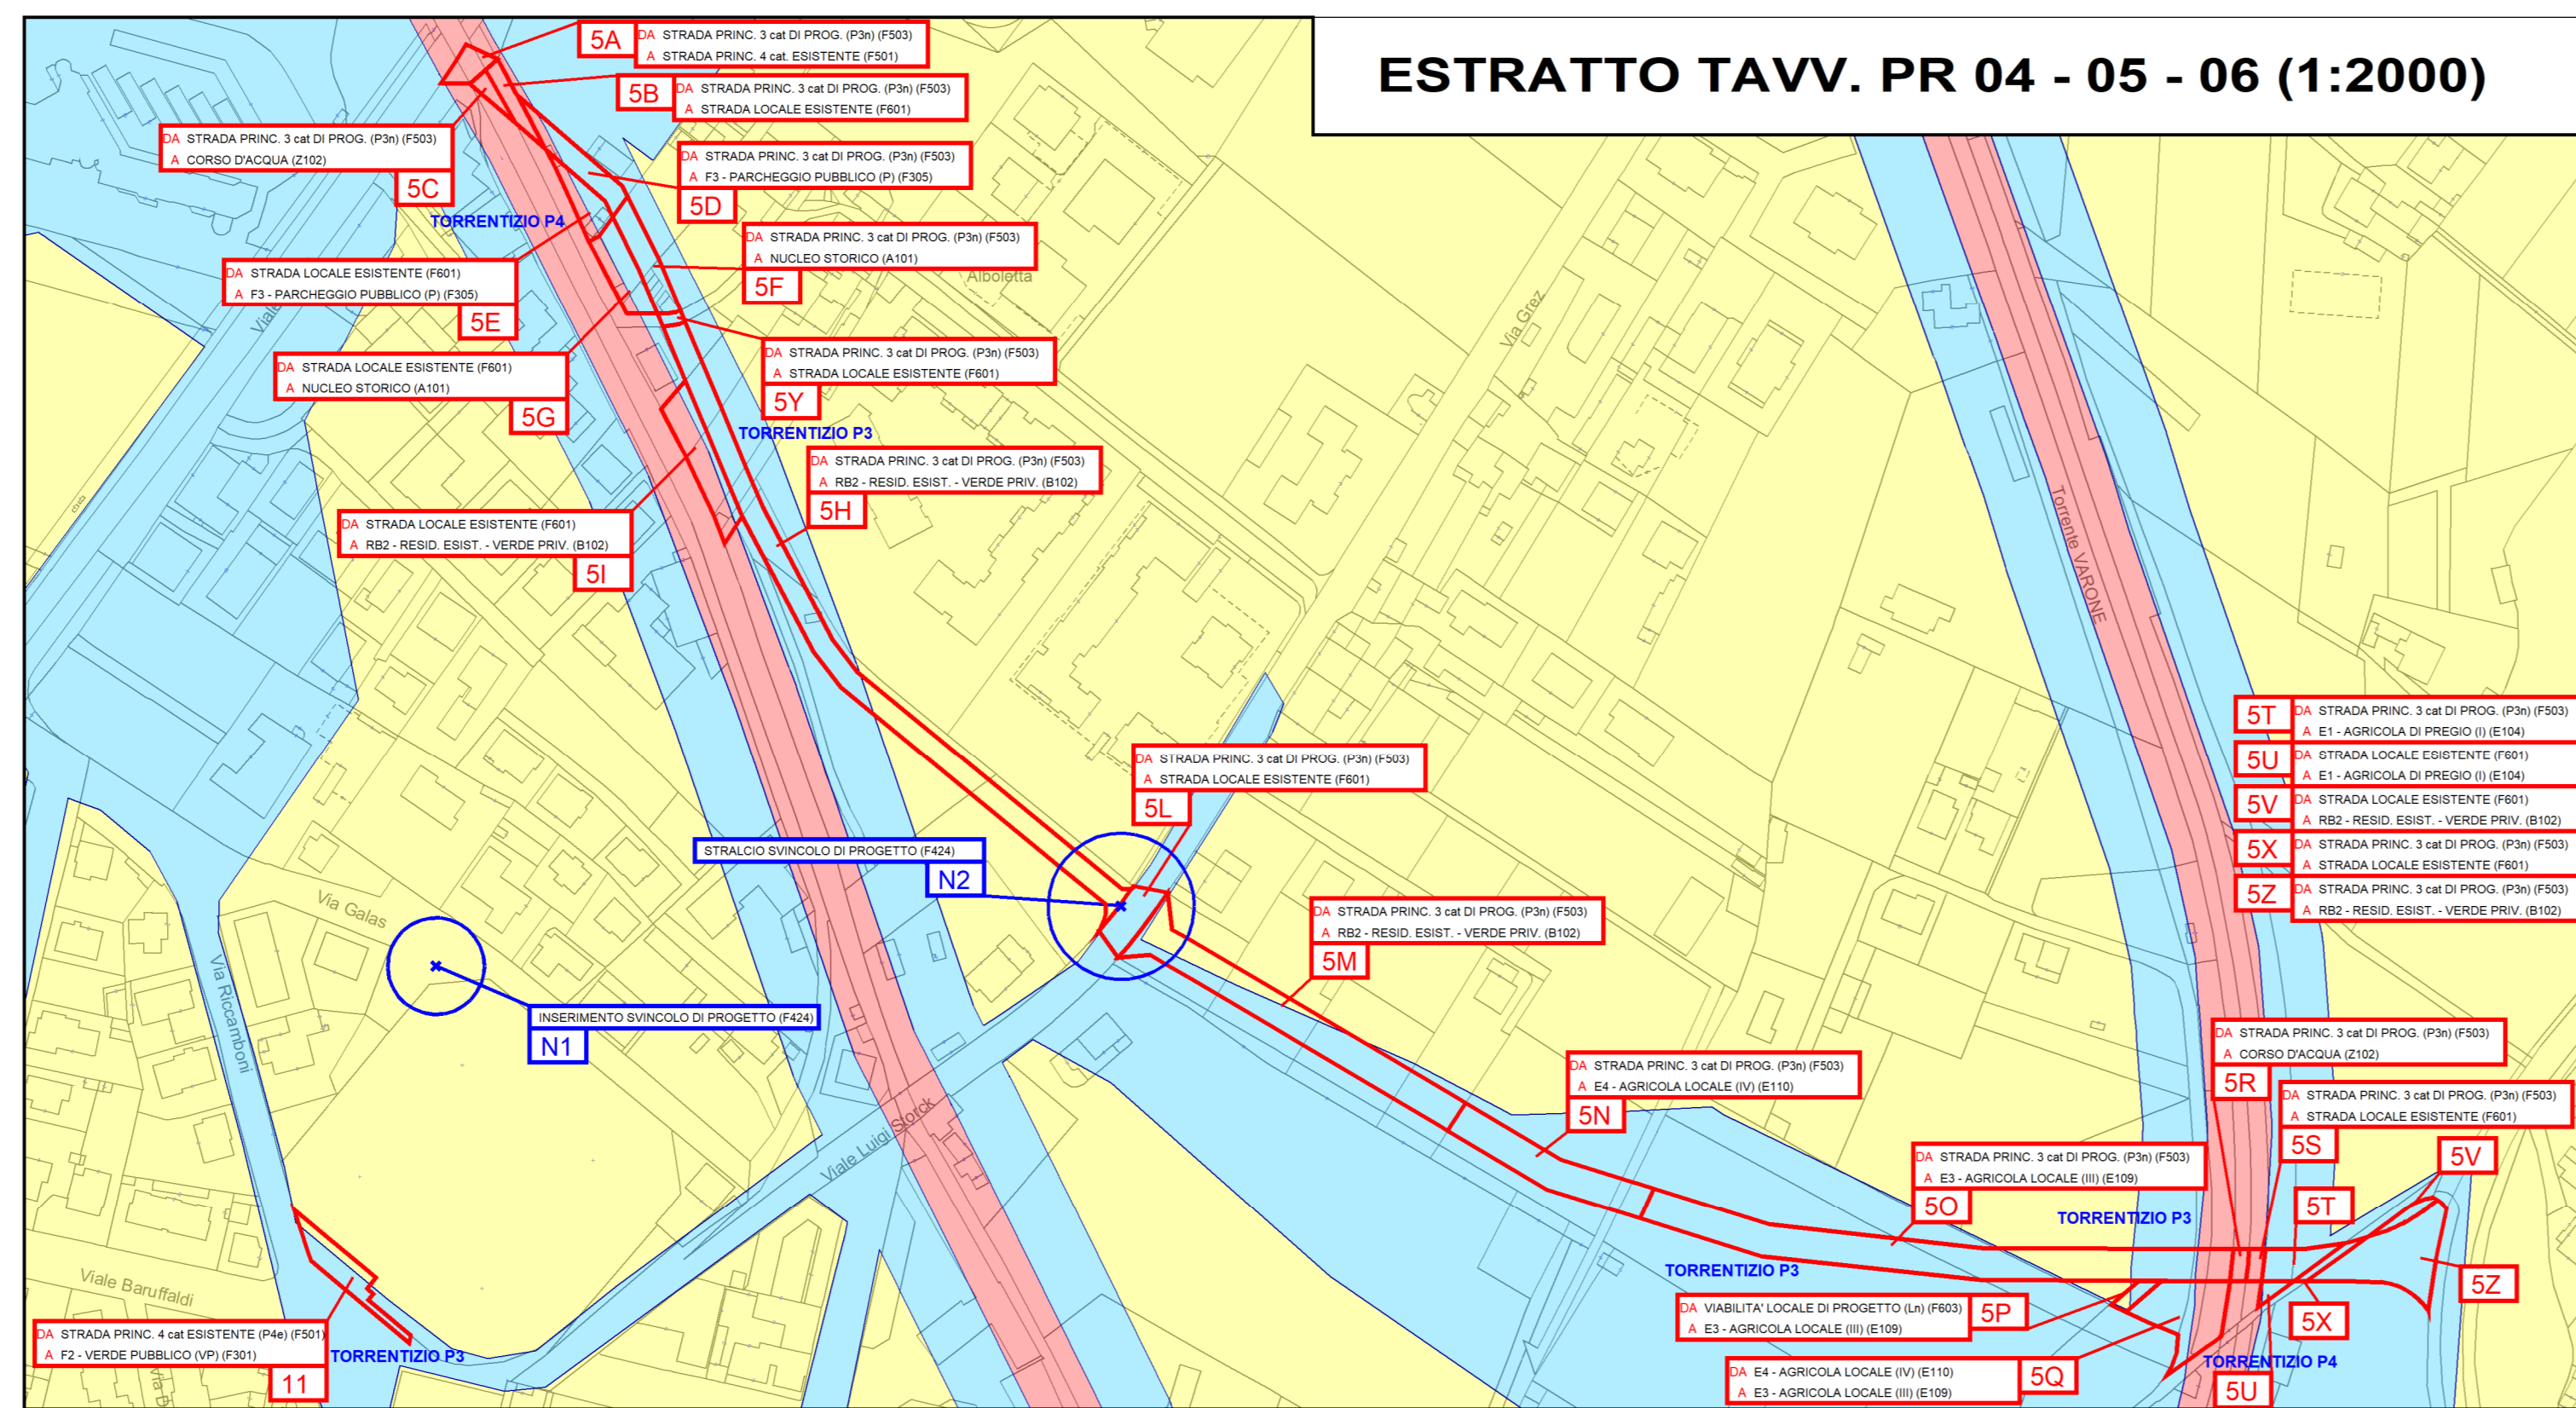 ESTRATTO TAVV. PR 04 - 05 - 06 (1:2000)
5A
DA STRADA PRINC. 3 cat DI PROG. (P3n) (F503)
A STRADA PRINC. 4 cat. ESISTENTE (F501)
5B
DA STRADA PRINC. 3 cat DI PROG. (P3n) (F503)
A STRADA LOCALE ESISTENTE (F601)
DA STRADA PRINC. 3 cat DI PROG. (P3n) (F503)
A CORSO D'ACQUA (Z102)
5C
DA STRADA PRINC. 3 cat DI PROG. (P3n) (F503)
A F3 - PARCHEGGIO PUBBLICO (P) (F305)
5D
TORRENTIZIO P4
DA STRADA PRINC. 3 cat DI PROG. (P3n) (F503)
A NUCLEO STORICO (A101)
5F
Alboletta
DA STRADA LOCALE ESISTENTE (F601)
A F3 - PARCHEGGIO PUBBLICO (P) (F305)
5E
Viale
Via Grez
DA STRADA LOCALE ESISTENTE (F601)
A NUCLEO STORICO (A101)
5G
DA STRADA PRINC. 3 cat DI PROG. (P3n) (F503)
A STRADA LOCALE ESISTENTE (F601)
5Y
TORRENTIZIO P3
DA STRADA PRINC. 3 cat DI PROG. (P3n) (F503)
A RB2 - RESID. ESIST. - VERDE PRIV. (B102)
5H
DA STRADA LOCALE ESISTENTE (F601)
A RB2 - RESID. ESIST. - VERDE PRIV. (B102)
5I
Torrente VARONE
5T
DA STRADA PRINC. 3 cat DI PROG. (P3n) (F503)
A E1 - AGRICOLA DI PREGIO (I) (E104)
5U
DA STRADA LOCALE ESISTENTE (F601)
A E1 - AGRICOLA DI PREGIO (I) (E104)
5V
DA STRADA LOCALE ESISTENTE (F601)
A RB2 - RESID. ESIST. - VERDE PRIV. (B102)
5X
DA STRADA PRINC. 3 cat DI PROG. (P3n) (F503)
A STRADA LOCALE ESISTENTE (F601)
5Z
DA STRADA PRINC. 3 cat DI PROG. (P3n) (F503)
A RB2 - RESID. ESIST. - VERDE PRIV. (B102)
DA STRADA PRINC. 3 cat DI PROG. (P3n) (F503)
A STRADA LOCALE ESISTENTE (F601)
5L
STRALCIO SVINCOLO DI PROGETTO (F424)
N2
Via Galas
DA STRADA PRINC. 3 cat DI PROG. (P3n) (F503)
A RB2 - RESID. ESIST. - VERDE PRIV. (B102)
5M
Via Riccamboni
INSERIMENTO SVINCOLO DI PROGETTO (F424)
N1
DA STRADA PRINC. 3 cat DI PROG. (P3n) (F503)
A CORSO D'ACQUA (Z102)
5R
DA STRADA PRINC. 3 cat DI PROG. (P3n) (F503)
A E4 - AGRICOLA LOCALE (IV) (E110)
5N
DA STRADA PRINC. 3 cat DI PROG. (P3n) (F503)
A STRADA LOCALE ESISTENTE (F601)
5S
Viale Luigi Storck
DA STRADA PRINC. 3 cat DI PROG. (P3n) (F503)
A E3 - AGRICOLA LOCALE (III) (E109)
5O
5V
5T
TORRENTIZIO P3
TORRENTIZIO P3
5Z
Viale Baruffaldi
DA VIABILITA' LOCALE DI PROGETTO (Ln) (F603)
A E3 - AGRICOLA LOCALE (III) (E109)
5P
5X
DA STRADA PRINC. 4 cat ESISTENTE (P4e) (F501)
A F2 - VERDE PUBBLICO (VP) (F301)
11
TORRENTIZIO P3
TORRENTIZIO P4
DA E4 - AGRICOLA LOCALE (IV) (E110)
A E3 - AGRICOLA LOCALE (III) (E109)
5Q
5U